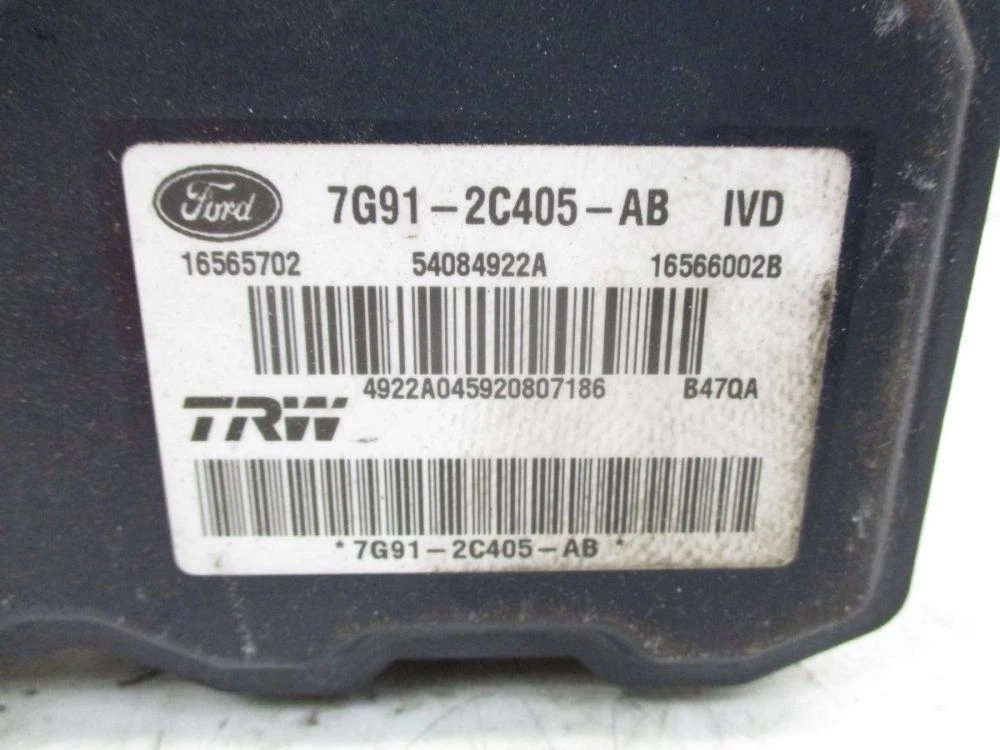 Ford 7G91-2C405-AB IVD
16565702 54084922A 16566002B
4922A045920807186 B47QA
TRW
*7G91-2C405-AB*